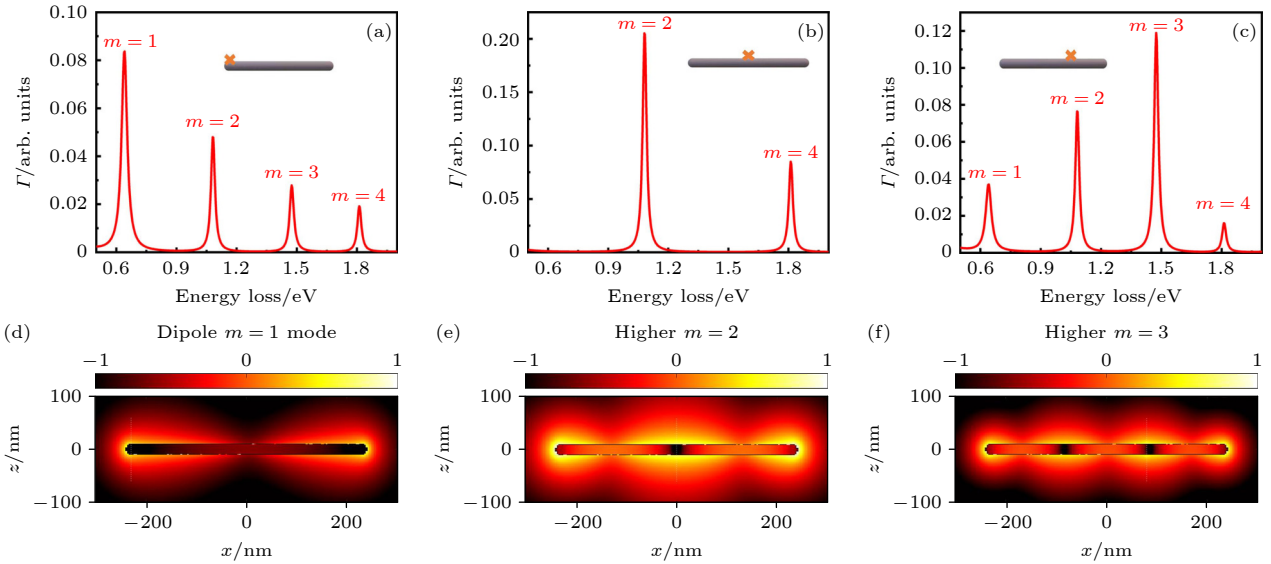 (a)
0.10
0.08
0.06
0.04
0.02
0
Γ/arb. units
m = 1
m = 2
m = 3
m = 4
0.6 0.9 1.2 1.5 1.8
Energy loss/eV
(b)
0.20
0.15
0.10
0.05
0
Γ/arb. units
m = 2
m = 4
0.6 0.9 1.2 1.5 1.8
Energy loss/eV
(c)
0.12
0.10
0.08
0.06
0.04
0.02
0
Γ/arb. units
m = 1
m = 2
m = 3
m = 4
0.6 0.9 1.2 1.5 1.8
Energy loss/eV
(d) Dipole m = 1 mode
−1 0 1
100
0
−100
z/nm
−200 0 200
x/nm
(e) Higher m = 2
−1 0 1
100
0
−100
z/nm
−200 0 200
x/nm
(f) Higher m = 3
−1 0 1
100
0
−100
z/nm
−200 0 200
x/nm